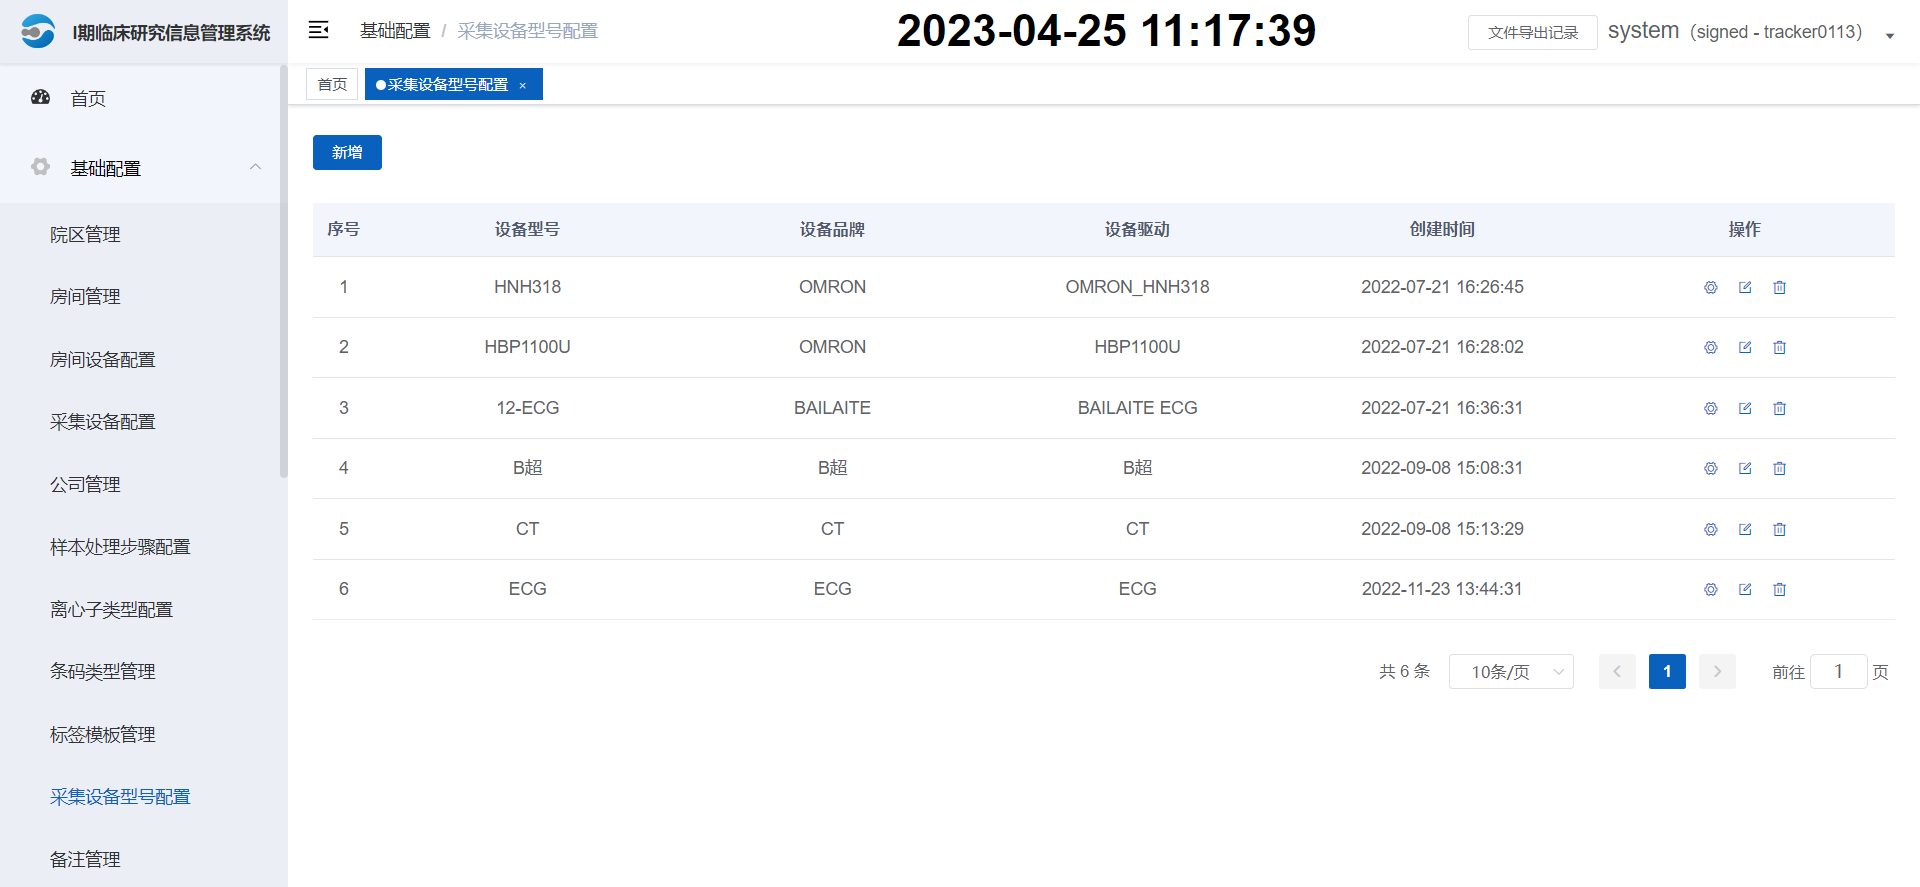 I期临床研究信息管理系统
基础配置 / 采集设备型号配置
2023-04-25 11:17:39
文件导出记录
system（signed - tracker0113）
首页
采集设备型号配置 ×
首页
基础配置
院区管理
房间管理
房间设备配置
采集设备配置
公司管理
样本处理步骤配置
离心子类型配置
条码类型管理
标签模板管理
采集设备型号配置
备注管理
新增
序号 设备型号 设备品牌 设备驱动 创建时间 操作
1 HNH318 OMRON OMRON_HNH318 2022-07-21 16:26:45
2 HBP1100U OMRON HBP1100U 2022-07-21 16:28:02
3 12-ECG BAILAITE BAILAITE ECG 2022-07-21 16:36:31
4 B超 B超 B超 2022-09-08 15:08:31
5 CT CT CT 2022-09-08 15:13:29
6 ECG ECG ECG 2022-11-23 13:44:31
共 6 条 10条/页 1 前往 1 页